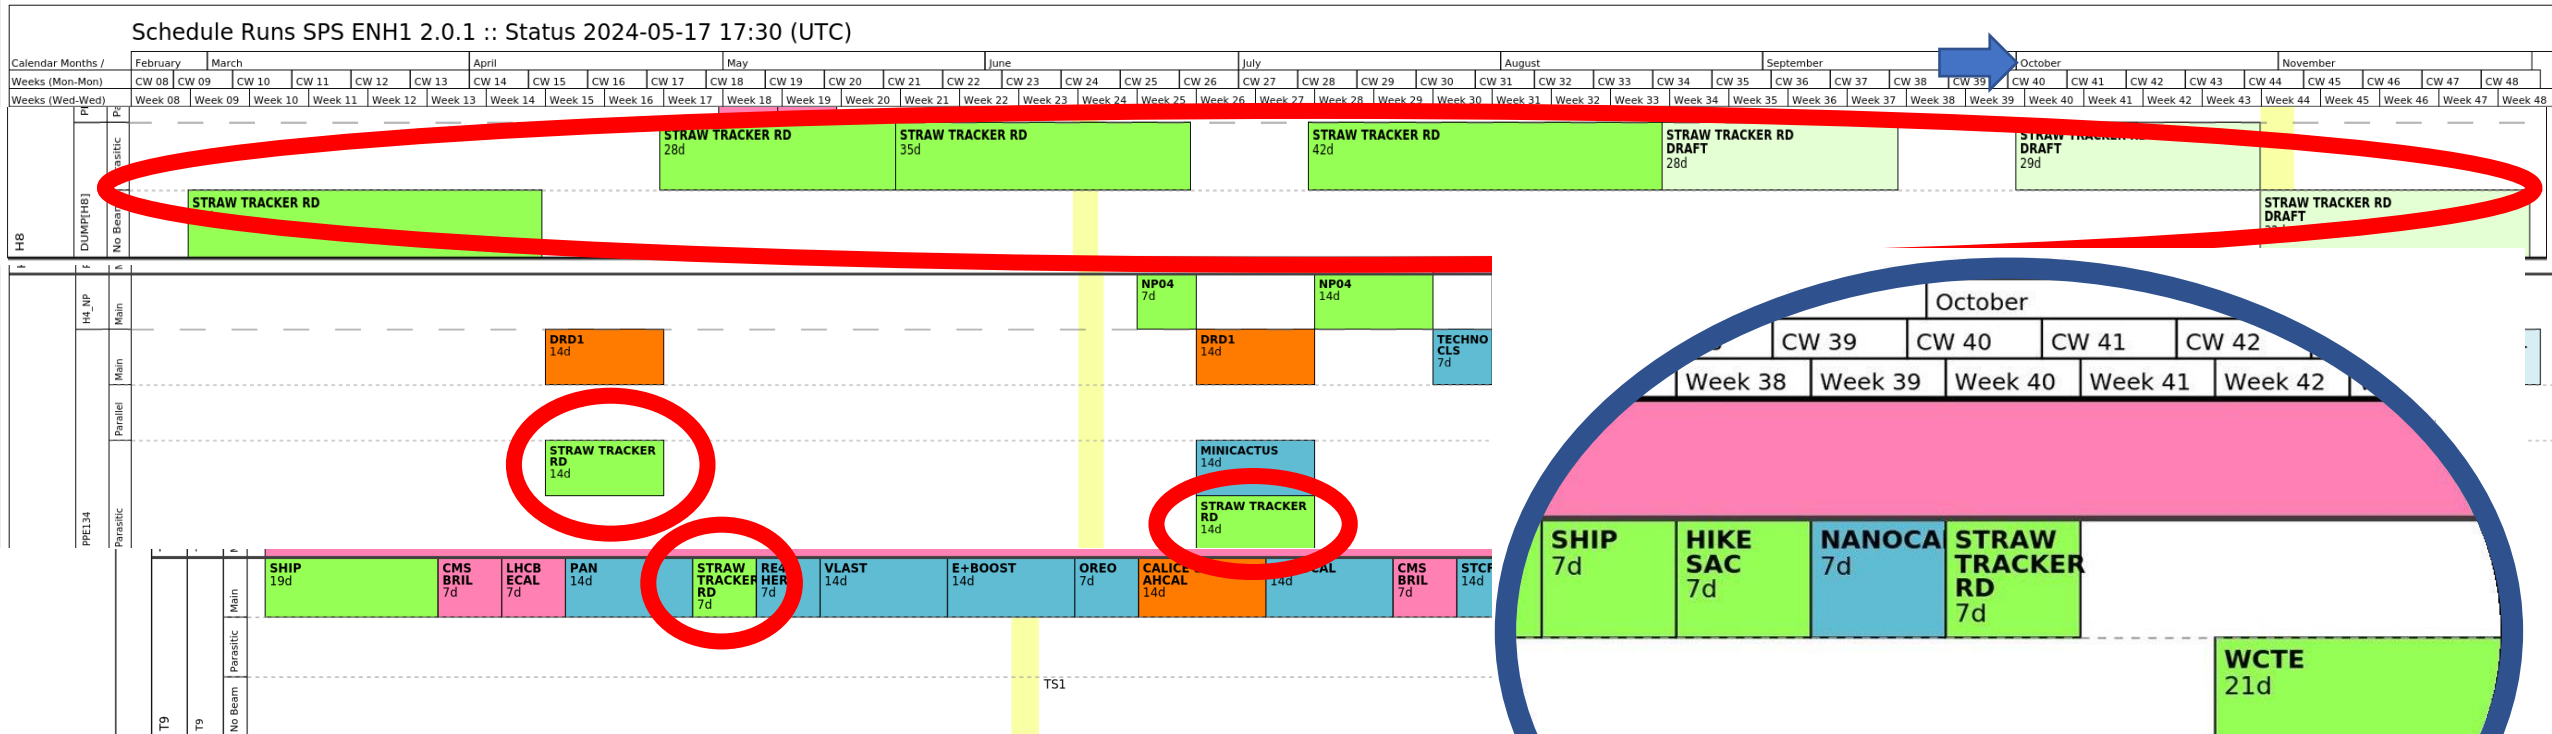 Schedule Runs SPS ENH1 2.0.1 :: Status 2024-05-17 17:30 (UTC)
Calendar Months / February March April May June July August September October November
Weeks (Mon-Mon) CW 08 CW 09 CW 10 CW 11 CW 12 CW 13 CW 14 CW 15 CW 16 CW 17 CW 18 CW 19 CW 20 CW 21 CW 22 CW 23 CW 24 CW 25 CW 26 CW 27 CW 28 CW 29 CW 30 CW 31 CW 32 CW 33 CW 34 CW 35 CW 36 CW 37 CW 38 CW 39 CW 40 CW 41 CW 42 CW 43 CW 44 CW 45 CW 46 CW 47 CW 48
Weeks (Wed-Wed) Week 08 Week 09 Week 10 Week 11 Week 12 Week 13 Week 14 Week 15 Week 16 Week 17 Week 18 Week 19 Week 20 Week 21 Week 22 Week 23 Week 24 Week 25 Week 26 Week 27 Week 28 Week 29 Week 30 Week 31 Week 32 Week 33 Week 34 Week 35 Week 36 Week 37 Week 38 Week 39 Week 40 Week 41 Week 42 Week 43 Week 44 Week 45 Week 46 Week 47 Week 48
H8
DUMP[H8]
No Beam
STRAW TRACKER RD
28d
STRAW TRACKER RD
35d
STRAW TRACKER RD
42d
STRAW TRACKER RD
DRAFT
28d
STRAW TRACKER RD
DRAFT
29d
STRAW TRACKER RD
STRAW TRACKER RD
DRAFT
H4_NP
Main
NP04
7d
NP04
14d
PPE134
Main
DRD1
14d
DRD1
14d
TECHNO
CLS
7d
Parallel
Parasitic
STRAW TRACKER
RD
14d
MINICACTUS
14d
STRAW TRACKER
RD
14d
T9
T9
Main
SHIP
19d
CMS
BRIL
7d
LHCB
ECAL
7d
PAN
14d
STRAW
TRACKER
RD
7d
RE4
HER
7d
VLAST
14d
E+BOOST
14d
OREO
7d
CALICE
AHCAL
14d
CAL
14d
CMS
BRIL
7d
STCF
14d
Parasitic
No Beam
TS1
October
CW 39 CW 40 CW 41 CW 42
Week 38 Week 39 Week 40 Week 41 Week 42
SHIP
7d
HIKE
SAC
7d
NANOCAL
7d
STRAW
TRACKER
RD
7d
WCTE
21d